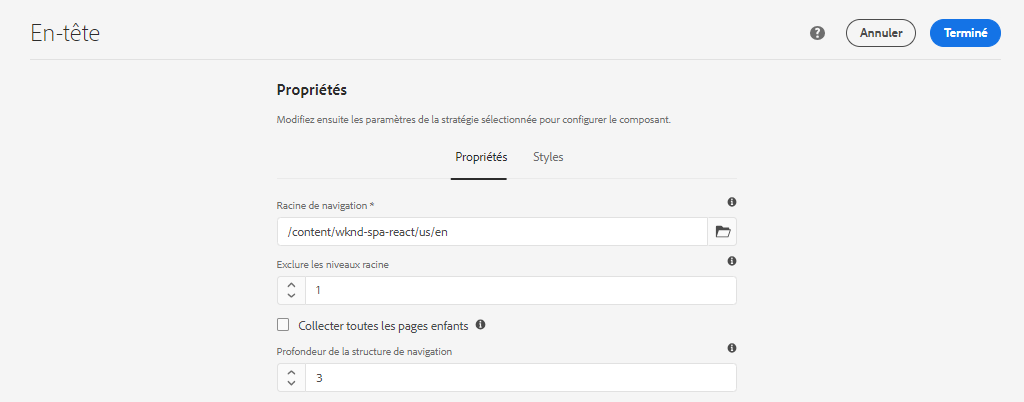 En-tête
Annuler
Terminé
Propriétés
Modifiez ensuite les paramètres de la stratégie sélectionnée pour configurer le composant.
Propriétés Styles
Racine de navigation *
/content/wknd-spa-react/us/en
Exclure les niveaux racine
1
Collecter toutes les pages enfants
Profondeur de la structure de navigation
3